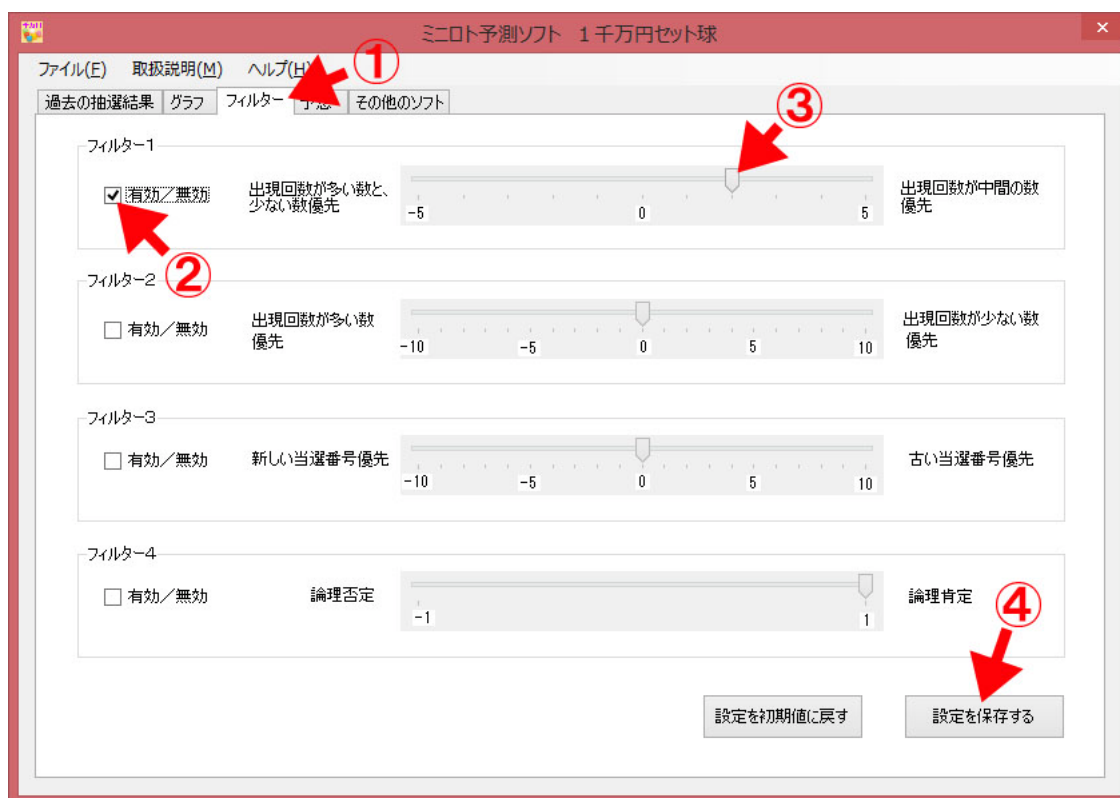 ミニロト予測ソフト １千万円セット球
ファイル(F) 取扱説明(M) ヘルプ(H)
①
過去の抽選結果 グラフ フィルター 予想 その他のソフト
③
フィルター1
有効／無効
出現回数が多い数と、
少ない数優先
-5 0 5
出現回数が中間の数
優先
②
フィルター2
有効／無効
出現回数が多い数
優先
-10 -5 0 5 10
出現回数が少ない数
優先
フィルター3
有効／無効
新しい当選番号優先
-10 -5 0 5 10
古い当選番号優先
フィルター4
有効／無効
論理否定
-1 1
論理肯定
④
設定を初期値に戻す 設定を保存する